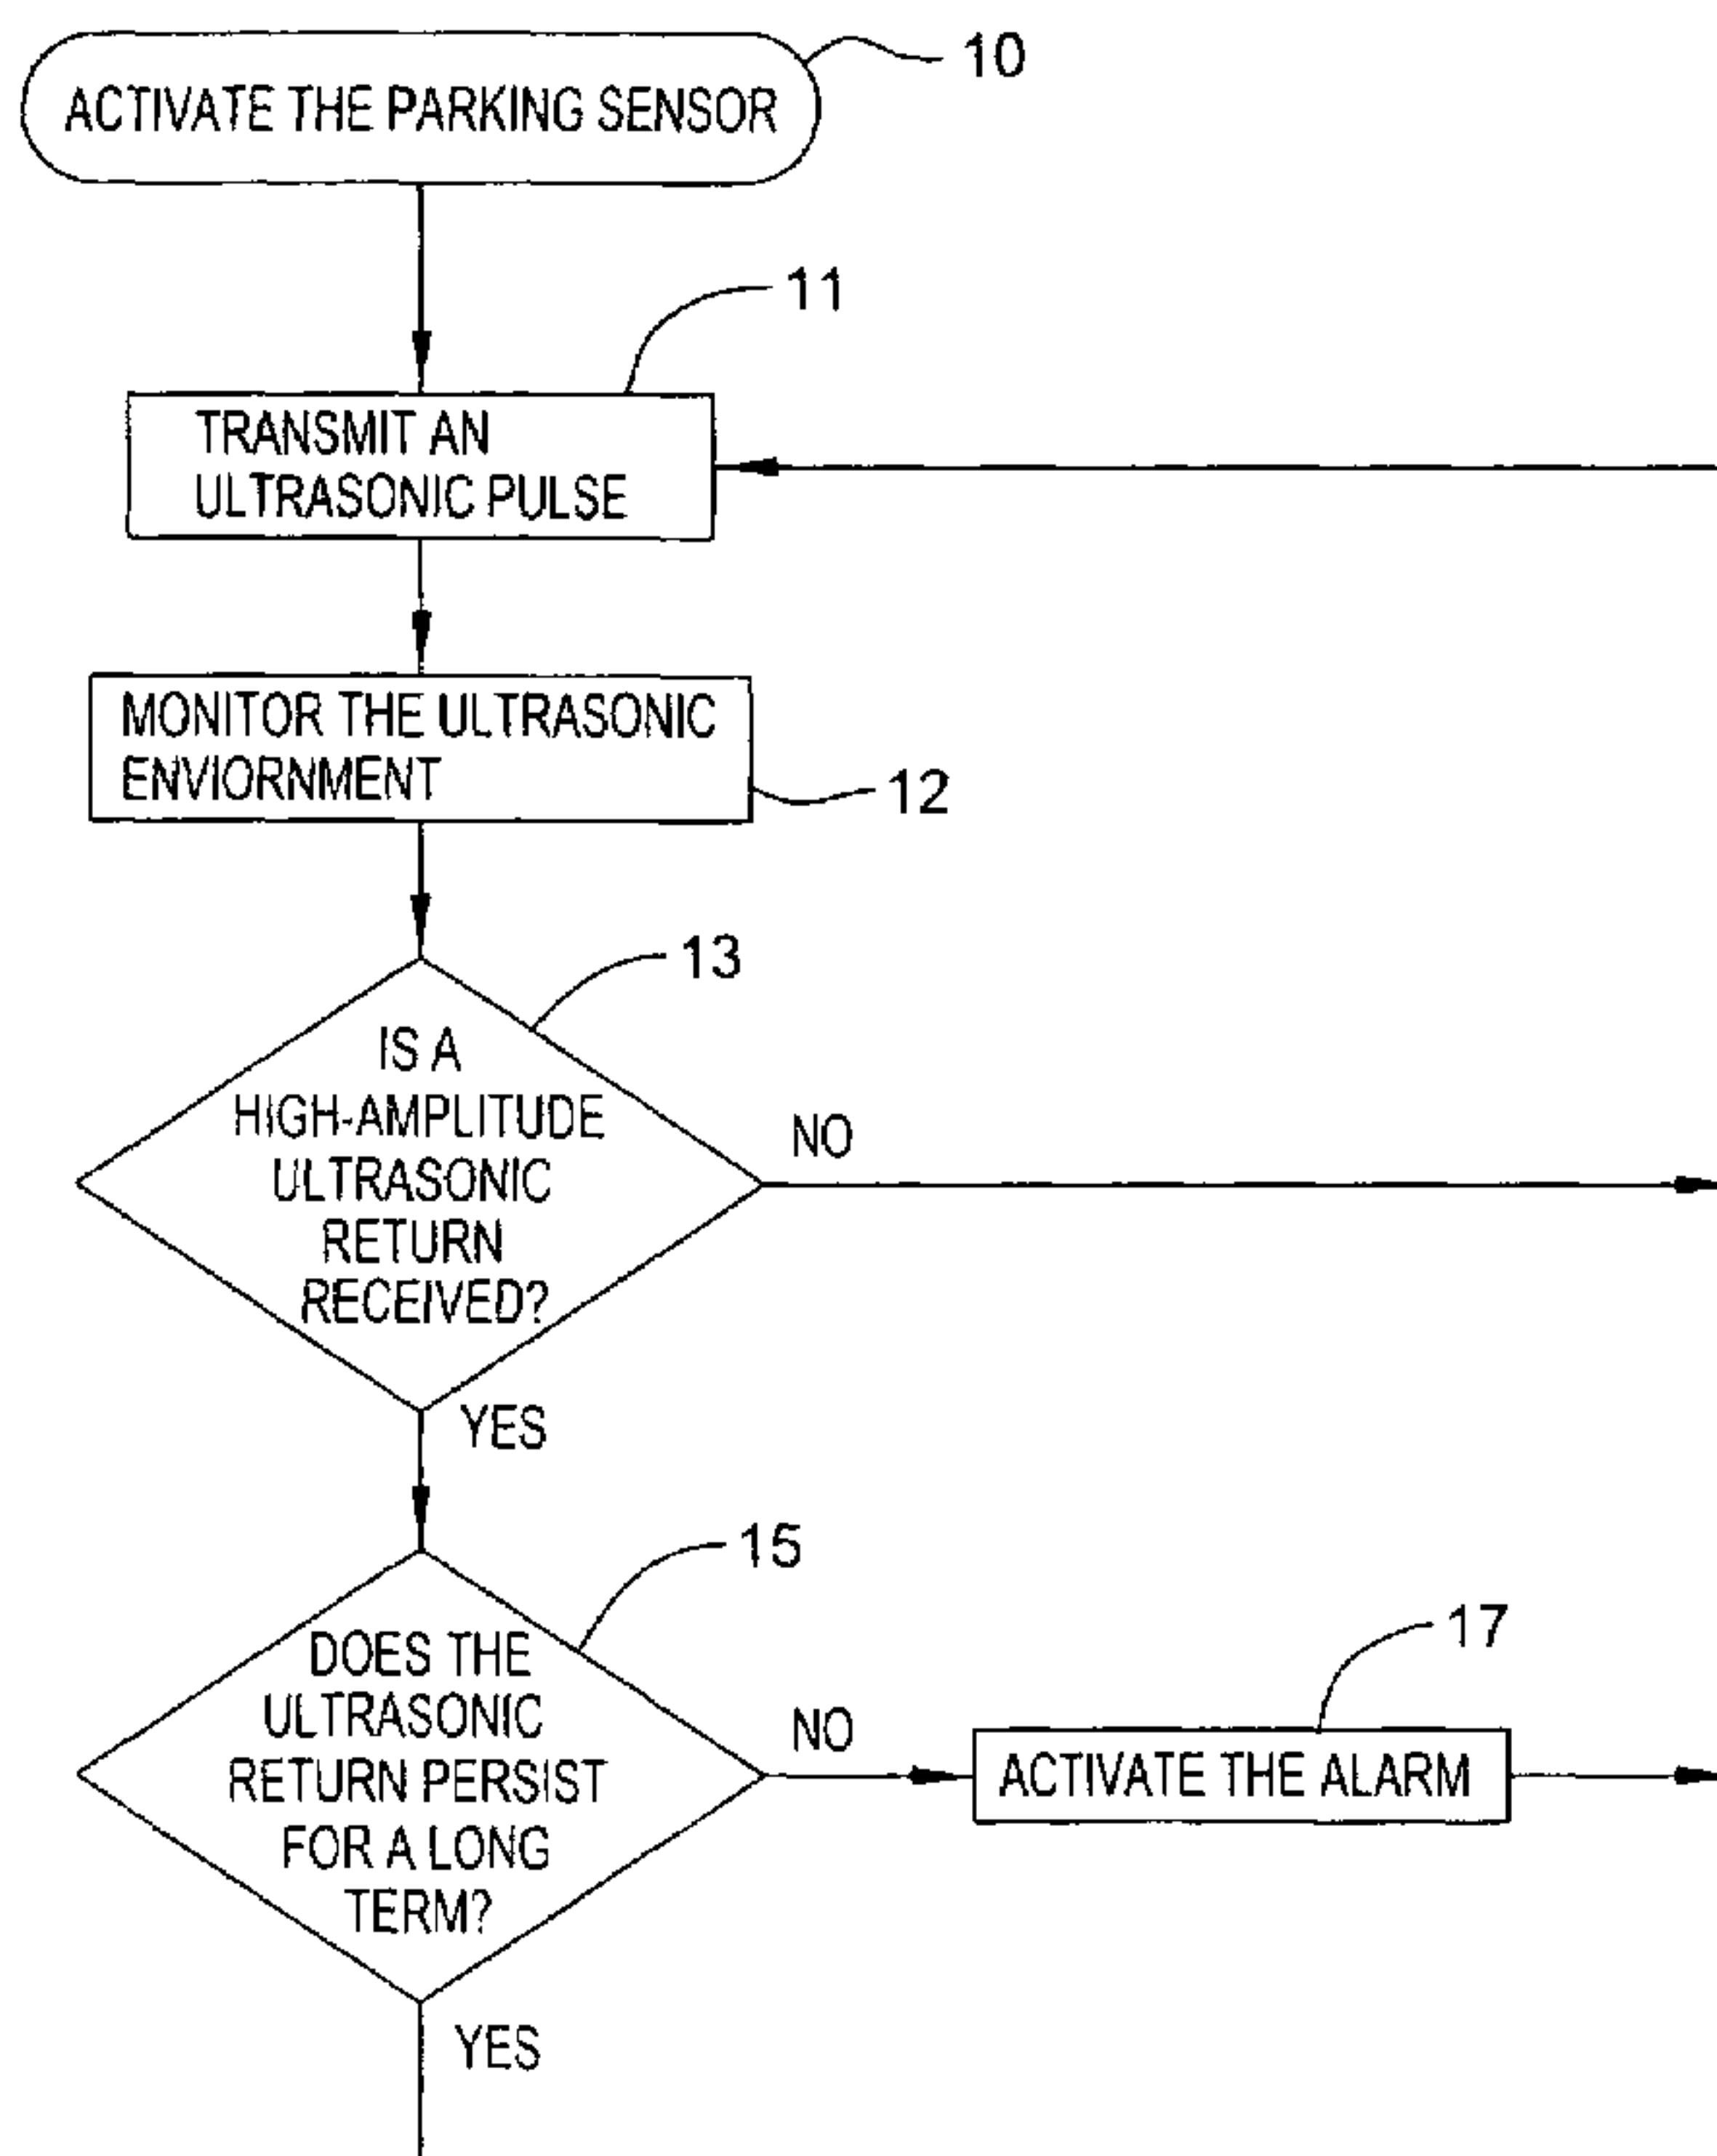 ACTIVATE THE PARKING SENSOR
10
11
TRANSMIT AN
ULTRASONIC PULSE
MONITOR THE ULTRASONIC
ENVIORNMENT
12
13
IS A
HIGH-AMPLITUDE
ULTRASONIC
RETURN
RECEIVED?
NO
YES
15
DOES THE
ULTRASONIC
RETURN PERSIST
FOR A LONG
TERM?
NO
17
ACTIVATE THE ALARM
YES